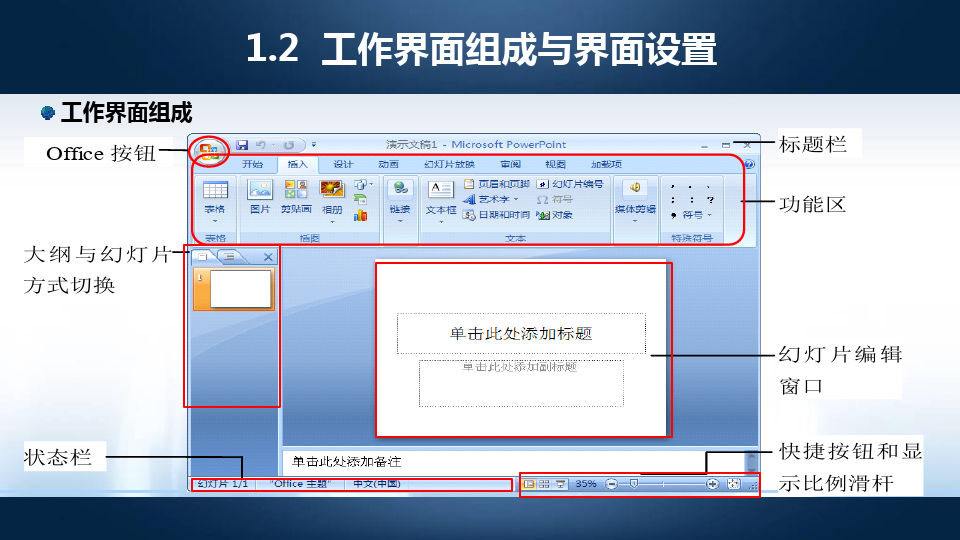 1.2 工作界面组成与界面设置
工作界面组成
Office 按钮
演示文稿1 - Microsoft PowerPoint
标题栏
开始 插入 设计 动画 幻灯片放映 审阅 视图 加载项
页眉和页脚 幻灯片编号
艺术字 符号
日期和时间 对象
表格 图片 剪贴画 相册 链接 文本框 媒体剪辑 符号
表格 插图 文本 特殊符号
功能区
大纲与幻灯片
方式切换
1
单击此处添加标题
单击此处添加副标题
幻灯片编辑
窗口
单击此处添加备注
状态栏
快捷按钮和显
示比例滑杆
幻灯片 1/1 "Office 主题" 中文(中国) 35%